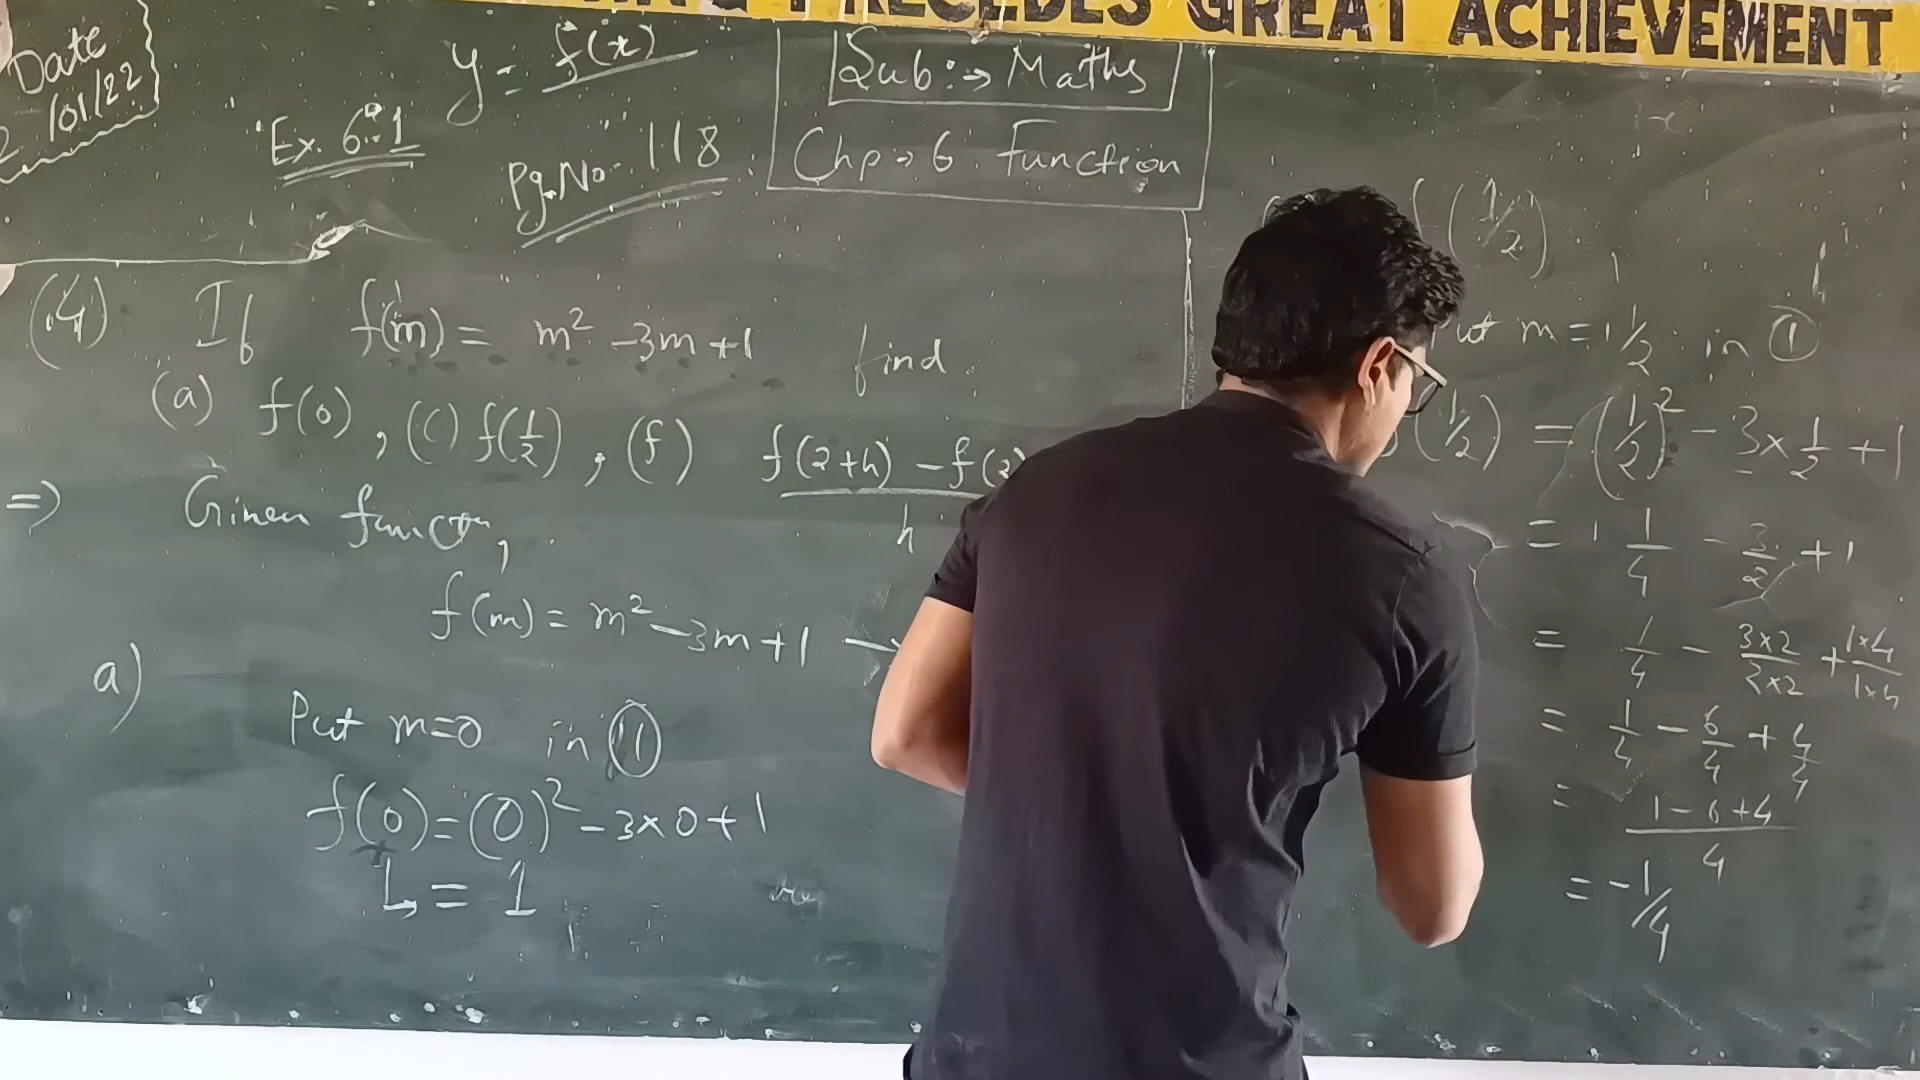 PRECEDES GREAT ACHIEVEMENT
Date
2/01/22
y = f(x)
Ex. 6.1
Pg.No. 118
Sub:→ Maths
Chp→6 Function
(4) If f(m) = m² -3m +1 find
(a) f(0), (c) f(1/2), (f) f(2+h) - f(2) / h
=> Given function,
f(m) = m² -3m +1 →
a)
Put m=0 in (1)
f(0) = (0)² - 3×0+1
↳ = 1
f(1/2)
Put m = 1/2 in (1)
f(1/2) = (1/2)² - 3×1/2 + 1
= 1/4 - 3/2 + 1
= 1/4 - 3×2/2×2 + 1×4/1×4
= 1/4 - 6/4 + 4/4
= 1-6+4 / 4
= -1/4